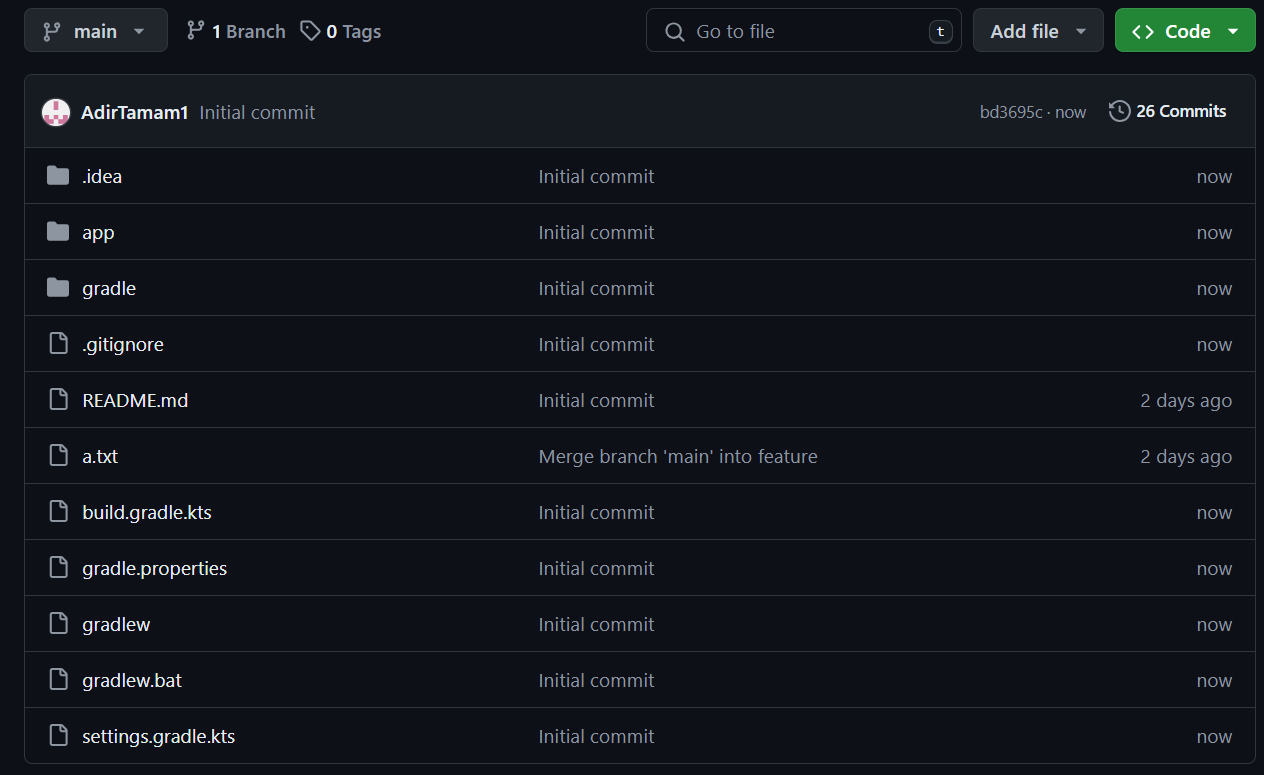 main 1 Branch 0 Tags Go to file t Add file Code
AdirTamam1 Initial commit bd3695c · now 26 Commits
.idea Initial commit now
app Initial commit now
gradle Initial commit now
.gitignore Initial commit now
README.md Initial commit 2 days ago
a.txt Merge branch 'main' into feature 2 days ago
build.gradle.kts Initial commit now
gradle.properties Initial commit now
gradlew Initial commit now
gradlew.bat Initial commit now
settings.gradle.kts Initial commit now